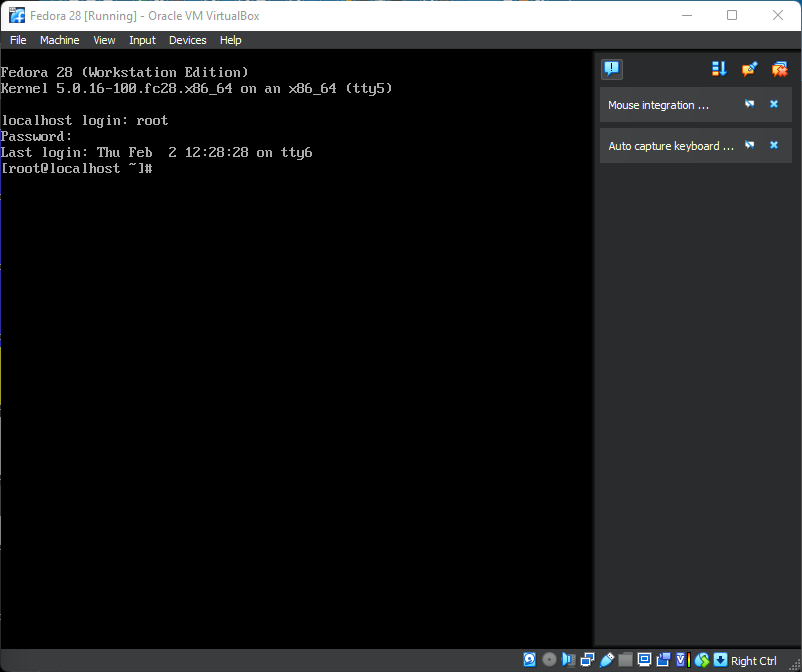 Fedora 28 [Running] - Oracle VM VirtualBox
File Machine View Input Devices Help
Fedora 28 (Workstation Edition)
Kernel 5.0.16-100.fc28.x86_64 on an x86_64 (tty5)
localhost login: root
Password:
Last login: Thu Feb  2 12:28:28 on tty6
[root@localhost ~]#
Mouse integration ...
Auto capture keyboard ...
Right Ctrl